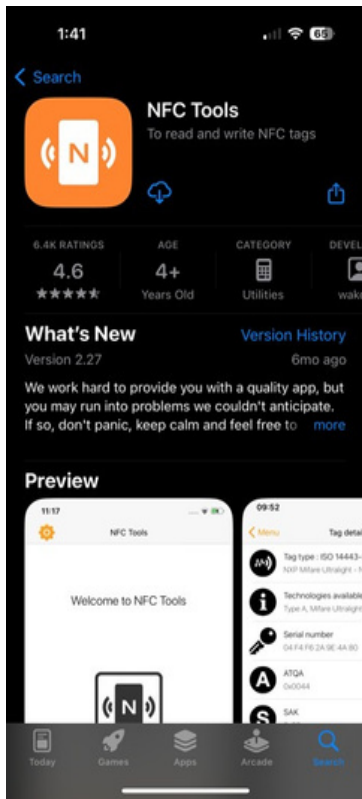 1:41
65
Search
N
NFC Tools
To read and write NFC tags
6.4K RATINGS
AGE
CATEGORY
4.6
4+
Years Old
Utilities
What's New
Version History
Version 2.27
6mo ago
We work hard to provide you with a quality app, but
you may run into problems we couldn't anticipate.
If so, don't panic, keep calm and feel free to more
Preview
11:17
NFC Tools
Welcome to NFC Tools
N
09:52
Menu
Tag type : ISO 14443-
NXP Mifare Ultralight -
Technologies available
Type A, Mifare Ultralight
Serial number
04:F4:F6:2A:9E:4A:80
A
ATQA
0x0044
S
SAK
Today
Games
Apps
Arcade
Search